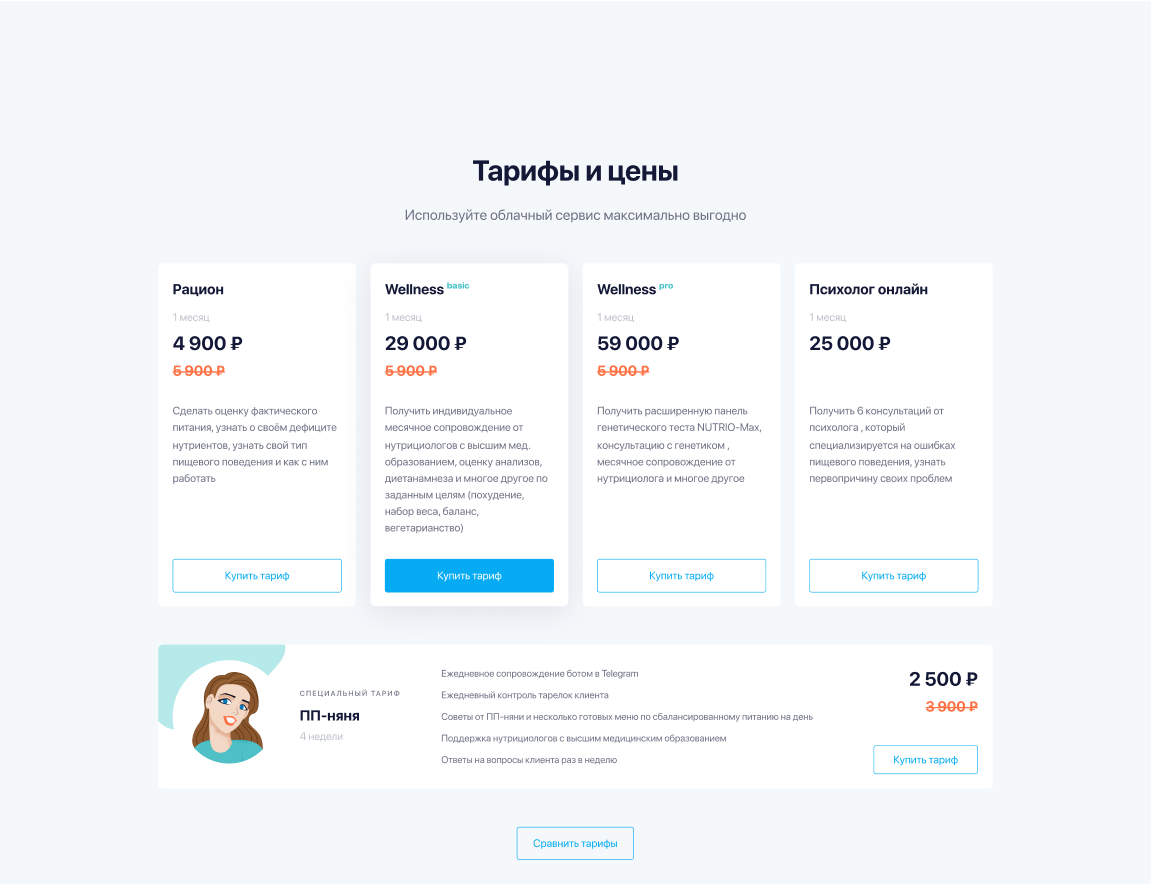 Тарифы и цены
Используйте облачный сервис максимально выгодно
Рацион
1 месяц
4 900 ₽
5 900 ₽
Сделать оценку фактического
питания, узнать о своём дефиците
нутриентов, узнать свой тип
пищевого поведения и как с ним
работать
Купить тариф
Wellness basic
1 месяц
29 000 ₽
5 900 ₽
Получить индивидуальное
месячное сопровождение от
нутрициологов с высшим мед.
образованием, оценку анализов,
диетанамнеза и многое другое по
заданным целям (похудение,
набор веса, баланс,
вегетарианство)
Купить тариф
Wellness pro
1 месяц
59 000 ₽
5 900 ₽
Получить расширенную панель
генетического теста NUTRIO-Max,
консультацию с генетиком ,
месячное сопровождение от
нутрициолога и многое другое
Купить тариф
Психолог онлайн
1 месяц
25 000 ₽
Получить 6 консультаций от
психолога , который
специализируется на ошибках
пищевого поведения, узнать
первопричину своих проблем
Купить тариф
СПЕЦИАЛЬНЫЙ ТАРИФ
ПП-няня
4 недели
Ежедневное сопровождение ботом в Telegram
Ежедневный контроль тарелок клиента
Советы от ПП-няни и несколько готовых меню по сбалансированному питанию на день
Поддержка нутрициологов с высшим медицинским образованием
Ответы на вопросы клиента раз в неделю
2 500 ₽
3 900 ₽
Купить тариф
Сравнить тарифы